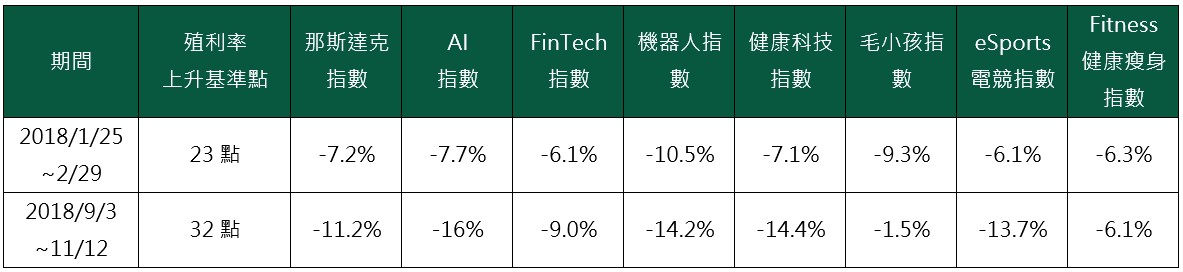 期間
殖利率
上升基準點
那斯達克
指數
AI
指數
FinTech
指數
機器人指
數
健康科技
指數
毛小孩指
數
eSports
電競指數
Fitness
健康瘦身
指數
2018/1/25
~2/29
23 點
-7.2%
-7.7%
-6.1%
-10.5%
-7.1%
-9.3%
-6.1%
-6.3%
2018/9/3
~11/12
32 點
-11.2%
-16%
-9.0%
-14.2%
-14.4%
-1.5%
-13.7%
-6.1%